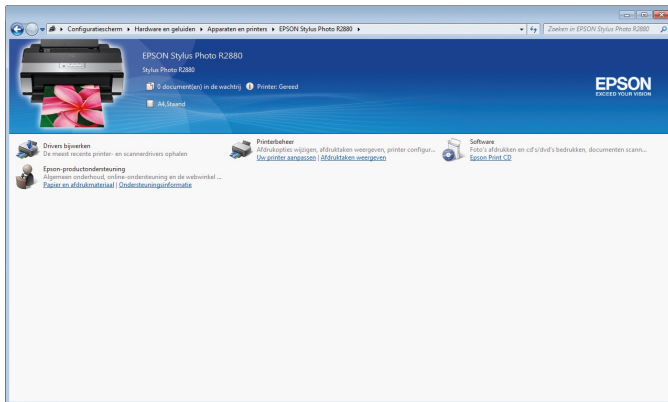 Configuratiescherm ▸ Hardware en geluiden ▸ Apparaten en printers ▸ EPSON Stylus Photo R2880 ▸
Zoeken in EPSON Stylus Photo R2880
EPSON Stylus Photo R2880
Stylus Photo R2880
0 document(en) in de wachtrij Printer: Gereed
A4,Staand
EPSON
EXCEED YOUR VISION
Drivers bijwerken
De meest recente printer- en scannerdrivers ophalen
Printerbeheer
Afdrukopties wijzigen, afdruktaken weergeven, printer configur...
Uw printer aanpassen | Afdruktaken weergeven
Software
Foto's afdrukken en cd's/dvd's bedrukken, documenten scann...
Epson Print CD
Epson-productondersteuning
Algemeen onderhoud, online-ondersteuning en de webwinkel ...
Papier en afdrukmateriaal | Ondersteuningsinformatie